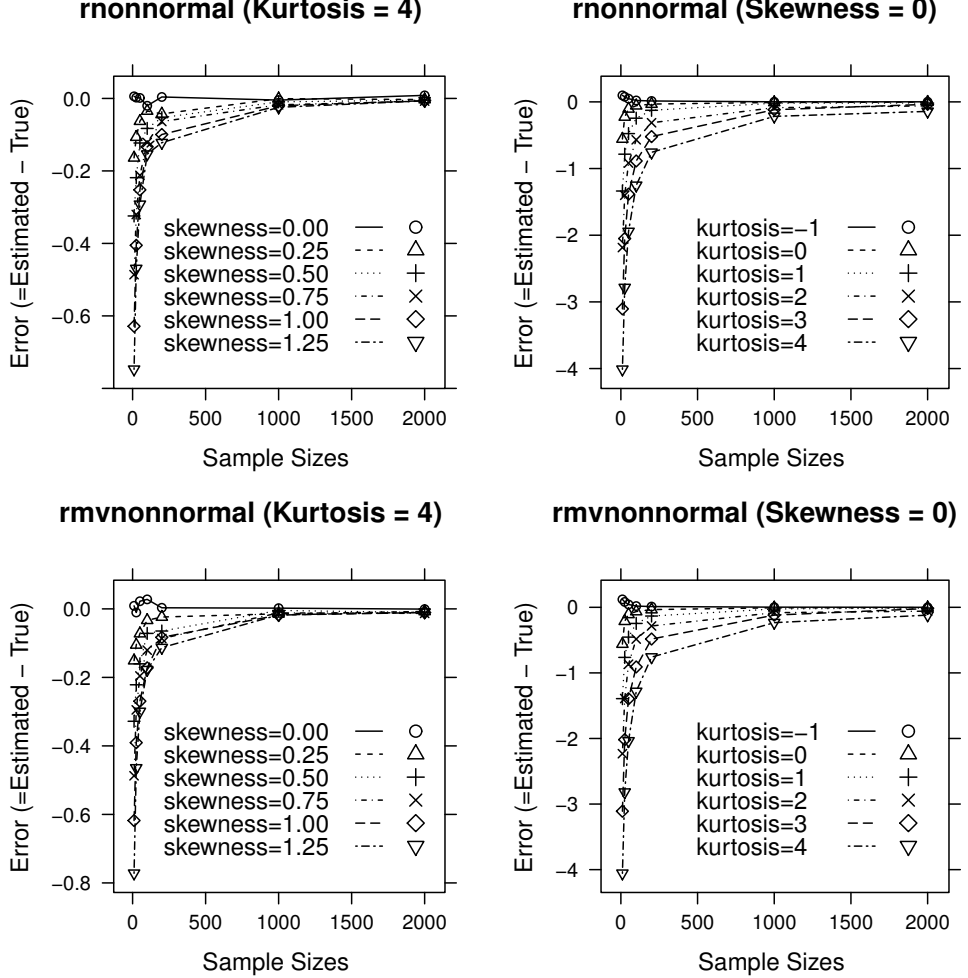 rnonnormal (Kurtosis = 4)
Error (=Estimated − True)
0.0
−0.2
−0.4
−0.6
skewness=0.00
skewness=0.25
skewness=0.50
skewness=0.75
skewness=1.00
skewness=1.25
0 500 1000 1500 2000
Sample Sizes
rnonnormal (Skewness = 0)
0
−1
−2
−3
−4
Error (=Estimated − True)
kurtosis=−1
kurtosis=0
kurtosis=1
kurtosis=2
kurtosis=3
kurtosis=4
0 500 1000 1500 2000
Sample Sizes
rmvnonnormal (Kurtosis = 4)
Error (=Estimated − True)
0.0
−0.2
−0.4
−0.6
−0.8
skewness=0.00
skewness=0.25
skewness=0.50
skewness=0.75
skewness=1.00
skewness=1.25
0 500 1000 1500 2000
Sample Sizes
rmvnonnormal (Skewness = 0)
Error (=Estimated − True)
0
−1
−2
−3
−4
kurtosis=−1
kurtosis=0
kurtosis=1
kurtosis=2
kurtosis=3
kurtosis=4
0 500 1000 1500 2000
Sample Sizes